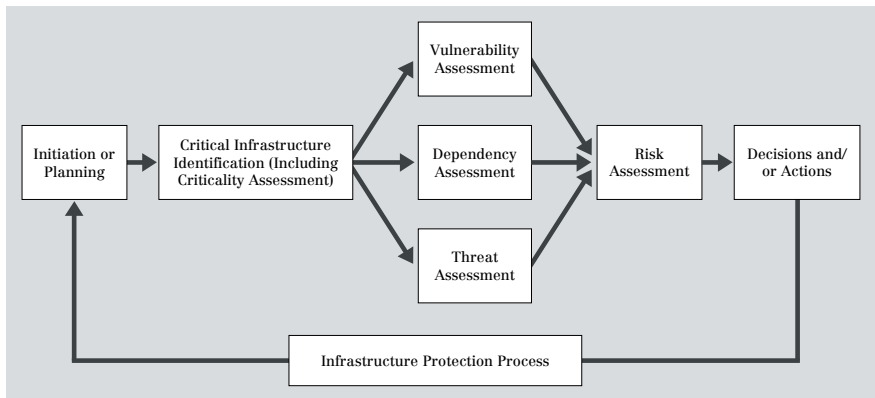 Vulnerability
Assessment
Initiation or
Planning
Critical Infrastructure
Identification (Including
Criticality Assessment)
Dependency
Assessment
Risk
Assessment
Decisions and/
or Actions
Threat
Assessment
Infrastructure Protection Process